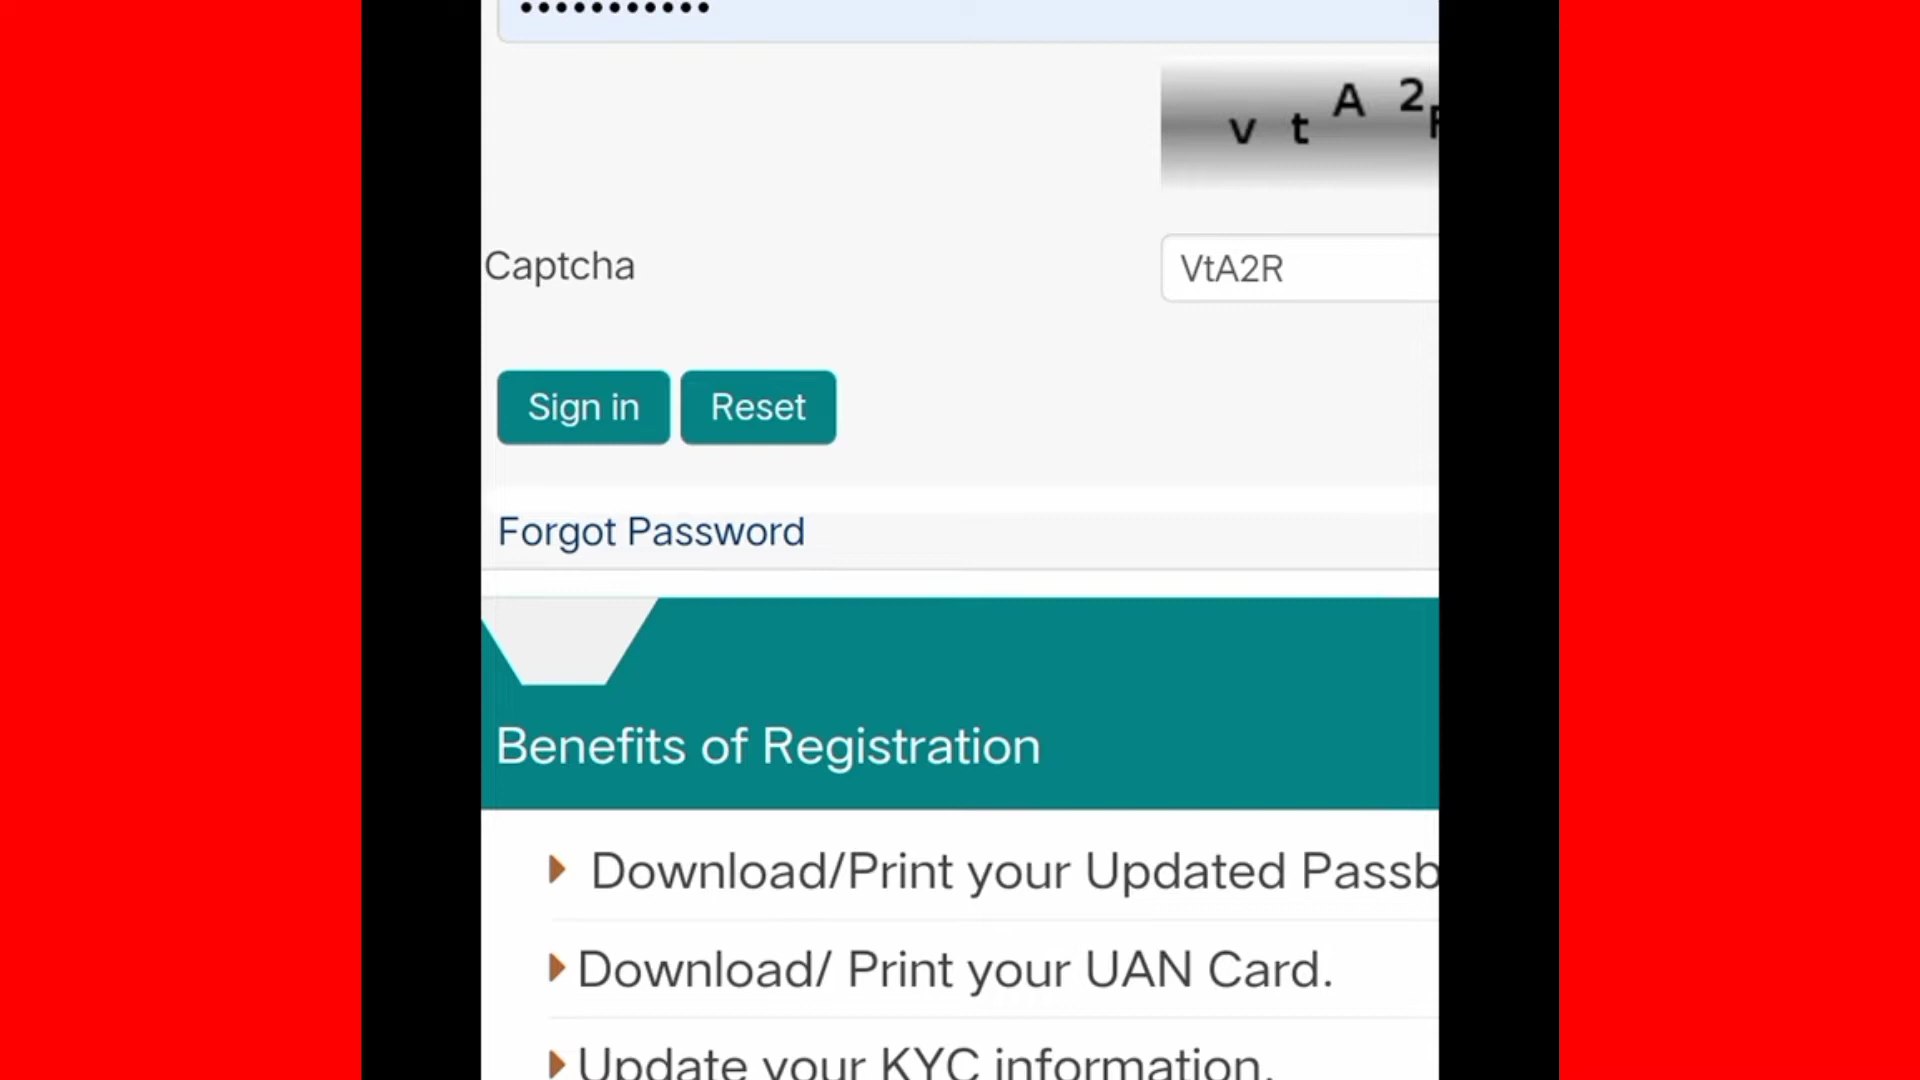 •••••••••••
v t A 2
Captcha
VtA2R
Sign in Reset
Forgot Password
Benefits of Registration
Download/Print your Updated Passb
Download/ Print your UAN Card.
Update your KYC information.